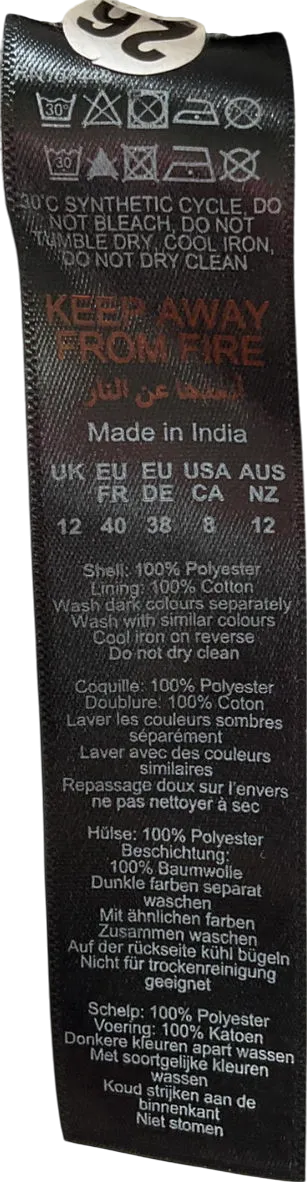 26
30°
30
30°C SYNTHETIC CYCLE, DO
NOT BLEACH, DO NOT
TUMBLE DRY, COOL IRON,
DO NOT DRY CLEAN
KEEP AWAY
FROM FIRE
أبعدها عن النار
Made in India
UK EU EU USA AUS
FR DE CA NZ
12 40 38 8 12
Shell: 100% Polyester
Lining: 100% Cotton
Wash dark colours separately
Wash with similar colours
Cool iron on reverse
Do not dry clean
Coquille: 100% Polyester
Doublure: 100% Coton
Laver les couleurs sombres
séparément
Laver avec des couleurs
similaires
Repassage doux sur l'envers
ne pas nettoyer à sec
Hülse: 100% Polyester
Beschichtung:
100% Baumwolle
Dunkle farben separat
waschen
Mit ähnlichen farben
Zusammen waschen
Auf der rückseite kühl bügeln
Nicht für trockenreinigung
geeignet
Schelp: 100% Polyester
Voering: 100% Katoen
Donkere kleuren apart wassen
Met soortgelijke kleuren
wassen
Koud strijken aan de
binnenkant
Niet stomen